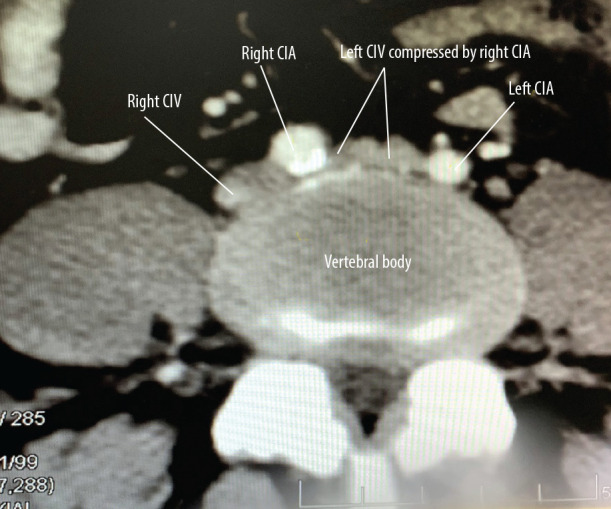 Right CIA
Left CIV compressed by right CIA
Left CIA
Right CIV
Vertebral body
/ 285
1/99
7,288)
5